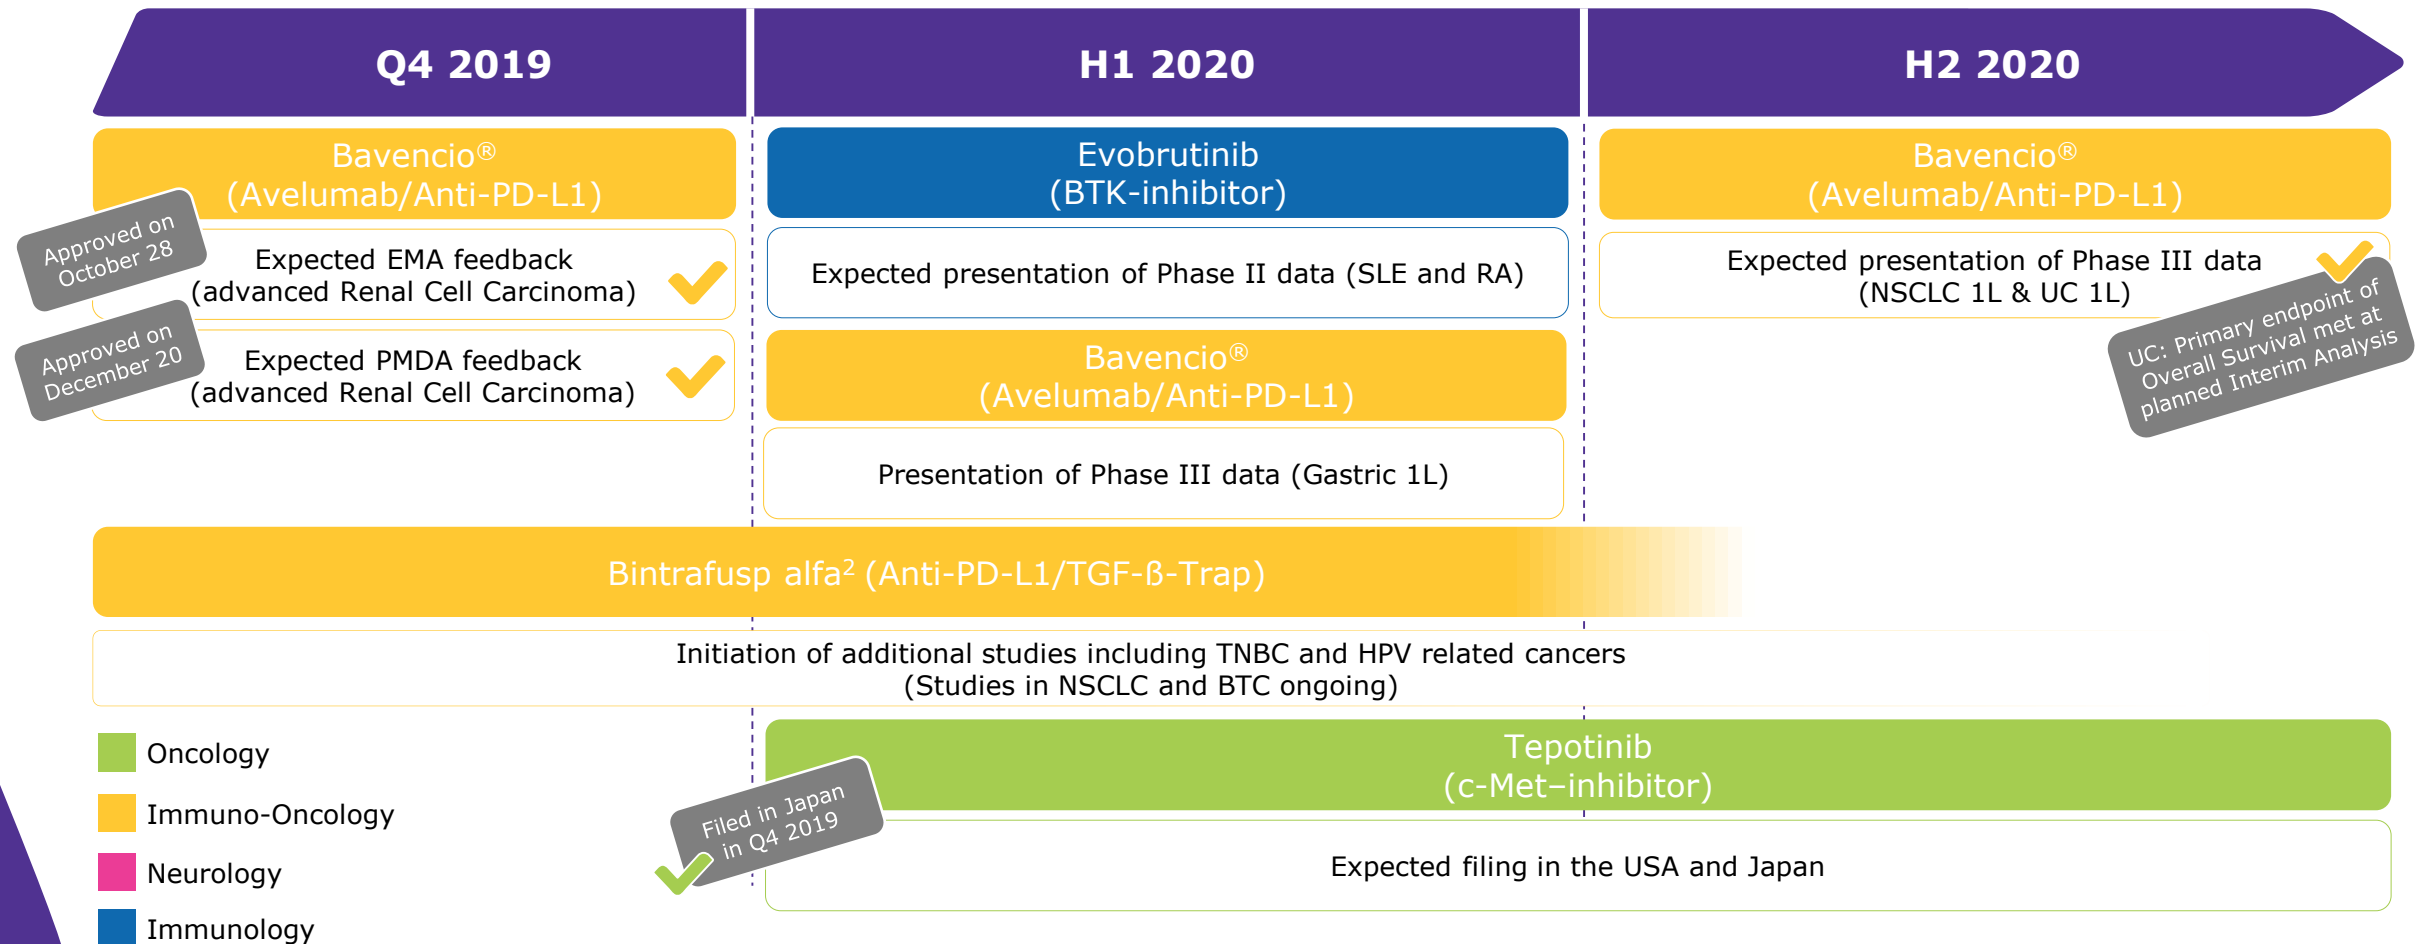 Q4 2019
H1 2020
H2 2020
Bavencio®
(Avelumab/Anti-PD-L1)
Approved on
October 28
Expected EMA feedback
(advanced Renal Cell Carcinoma)
Approved on
December 20
Expected PMDA feedback
(advanced Renal Cell Carcinoma)
Evobrutinib
(BTK-inhibitor)
Expected presentation of Phase II data (SLE and RA)
Bavencio®
(Avelumab/Anti-PD-L1)
Presentation of Phase III data (Gastric 1L)
Bavencio®
(Avelumab/Anti-PD-L1)
Expected presentation of Phase III data
(NSCLC 1L & UC 1L)
UC: Primary endpoint of
Overall Survival met at
planned Interim Analysis
Bintrafusp alfa² (Anti-PD-L1/TGF-ß-Trap)
Initiation of additional studies including TNBC and HPV related cancers
(Studies in NSCLC and BTC ongoing)
Tepotinib
(c-Met–inhibitor)
Filed in Japan
in Q4 2019
Expected filing in the USA and Japan
Oncology
Immuno-Oncology
Neurology
Immunology